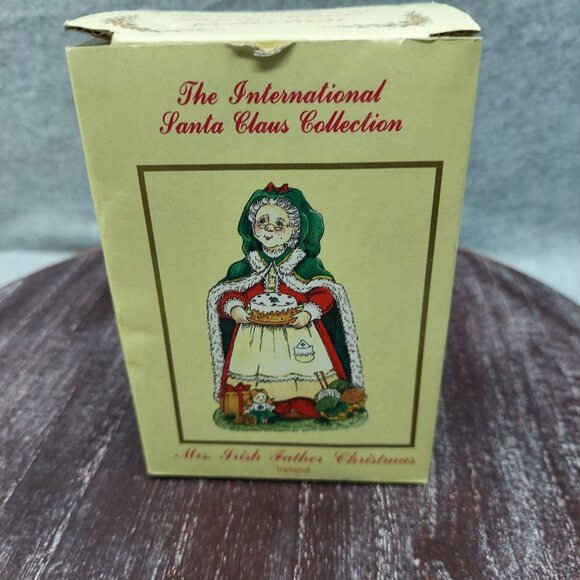 The International
Santa Claus Collection
Mrs. Irish Father Christmas
Ireland